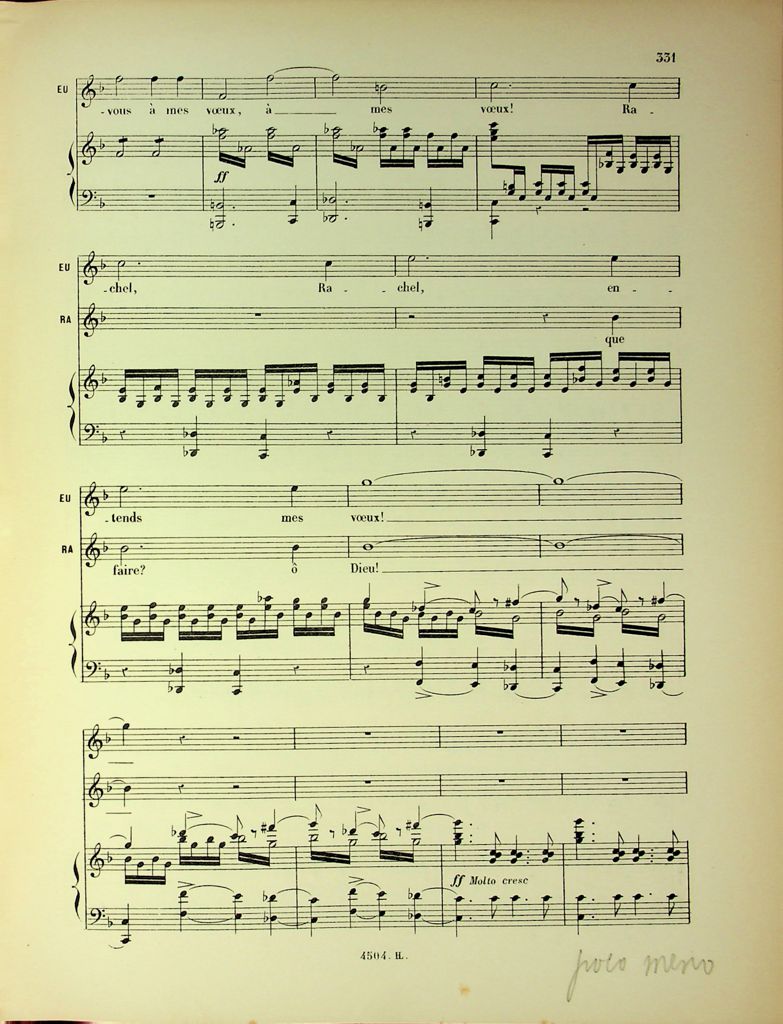 331
EU
- vous à mes vœux, à mes vœux! Ra -
ff
EU
- chel, Ra - chel, en -
RA
que
EU
- tends mes vœux!
RA
faire? ô Dieu!
ff Molto cresc
4504. H.
poco meno